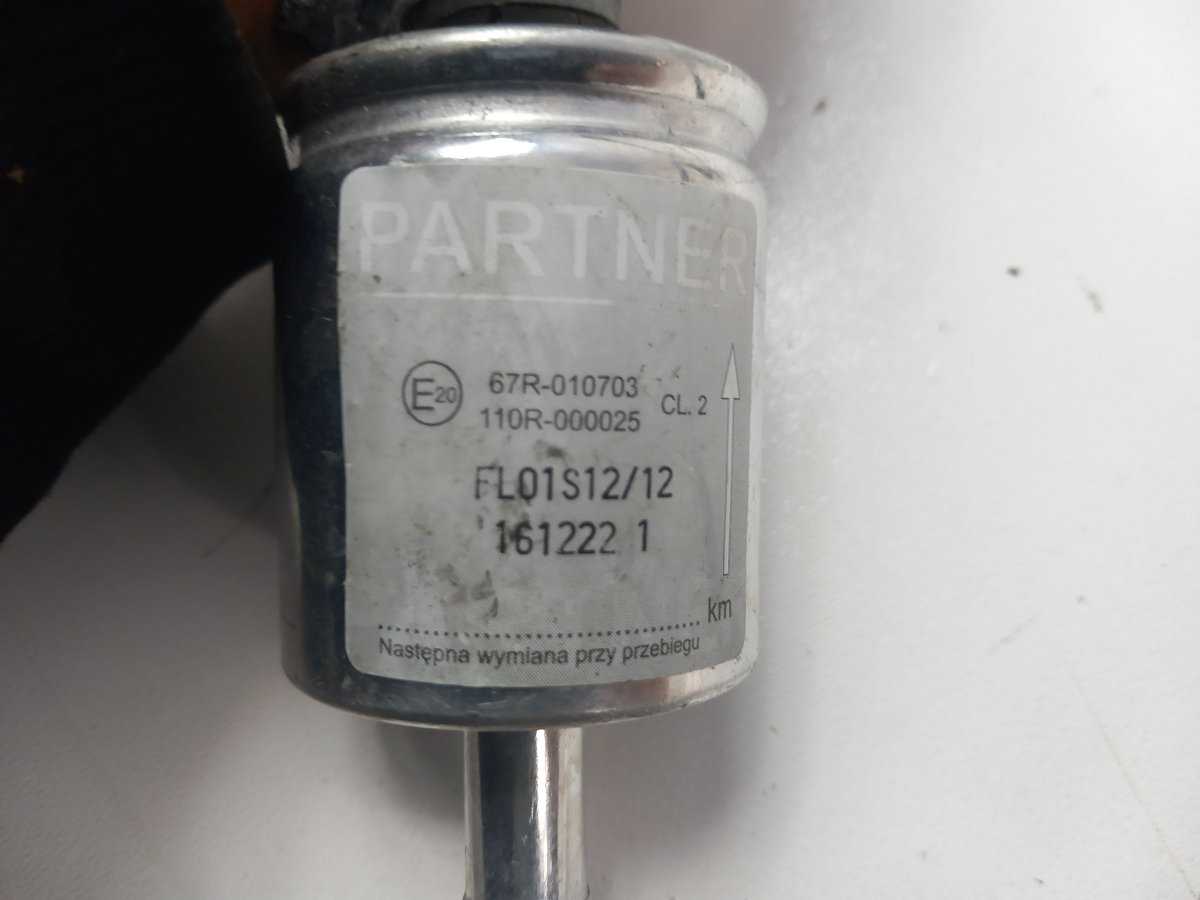 PARTNER
E20 67R-010703
110R-000025 CL. 2
FL01S12/12
161222 1
km
Następna wymiana przy przebiegu